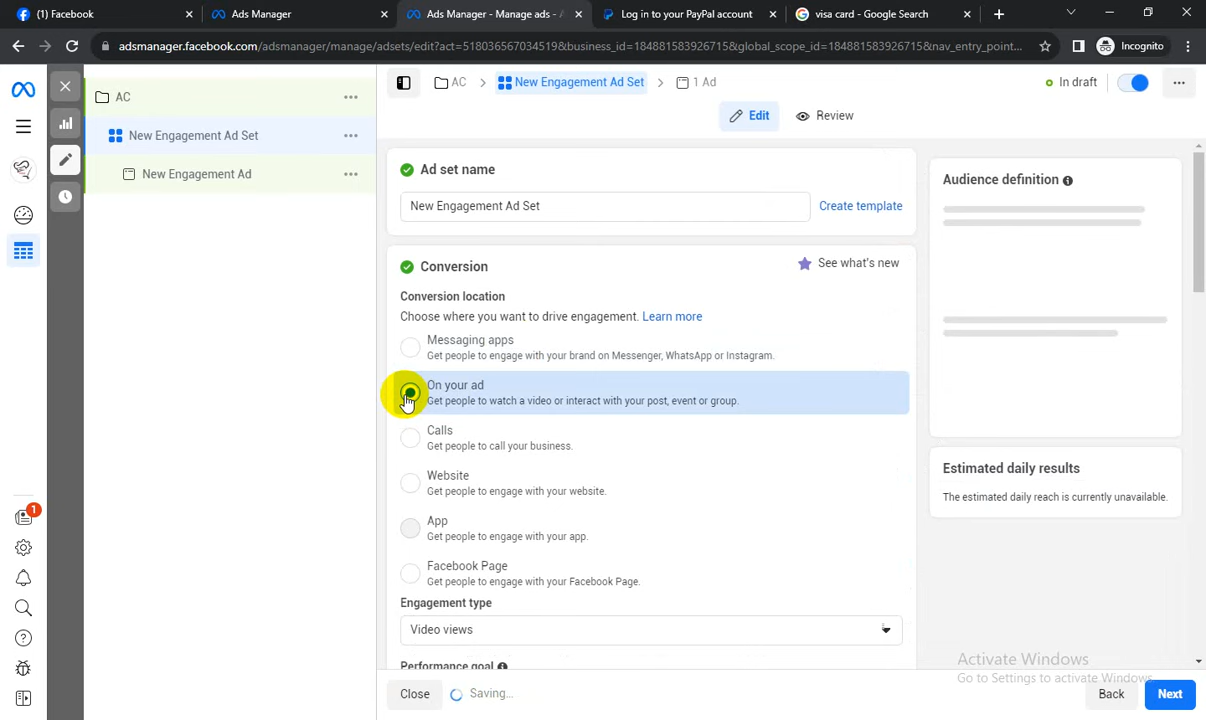 (1) Facebook
Ads Manager
Ads Manager - Manage ads - A
Log in to your PayPal account
visa card - Google Search
adsmanager.facebook.com/adsmanager/manage/adsets/edit?act=518036567034519&business_id=184881583926715&global_scope_id=184881583926715&nav_entry_point...
Incognito
AC
New Engagement Ad Set
New Engagement Ad
1
AC > New Engagement Ad Set > 1 Ad
In draft
Edit
Review
Ad set name
New Engagement Ad Set
Create template
Conversion
See what's new
Conversion location
Choose where you want to drive engagement. Learn more
Messaging apps
Get people to engage with your brand on Messenger, WhatsApp or Instagram.
On your ad
Get people to watch a video or interact with your post, event or group.
Calls
Get people to call your business.
Website
Get people to engage with your website.
App
Get people to engage with your app.
Facebook Page
Get people to engage with your Facebook Page.
Engagement type
Video views
Performance goal
Audience definition
Estimated daily results
The estimated daily reach is currently unavailable.
Activate Windows
Go to Settings to activate Windows.
Close
Saving...
Back
Next